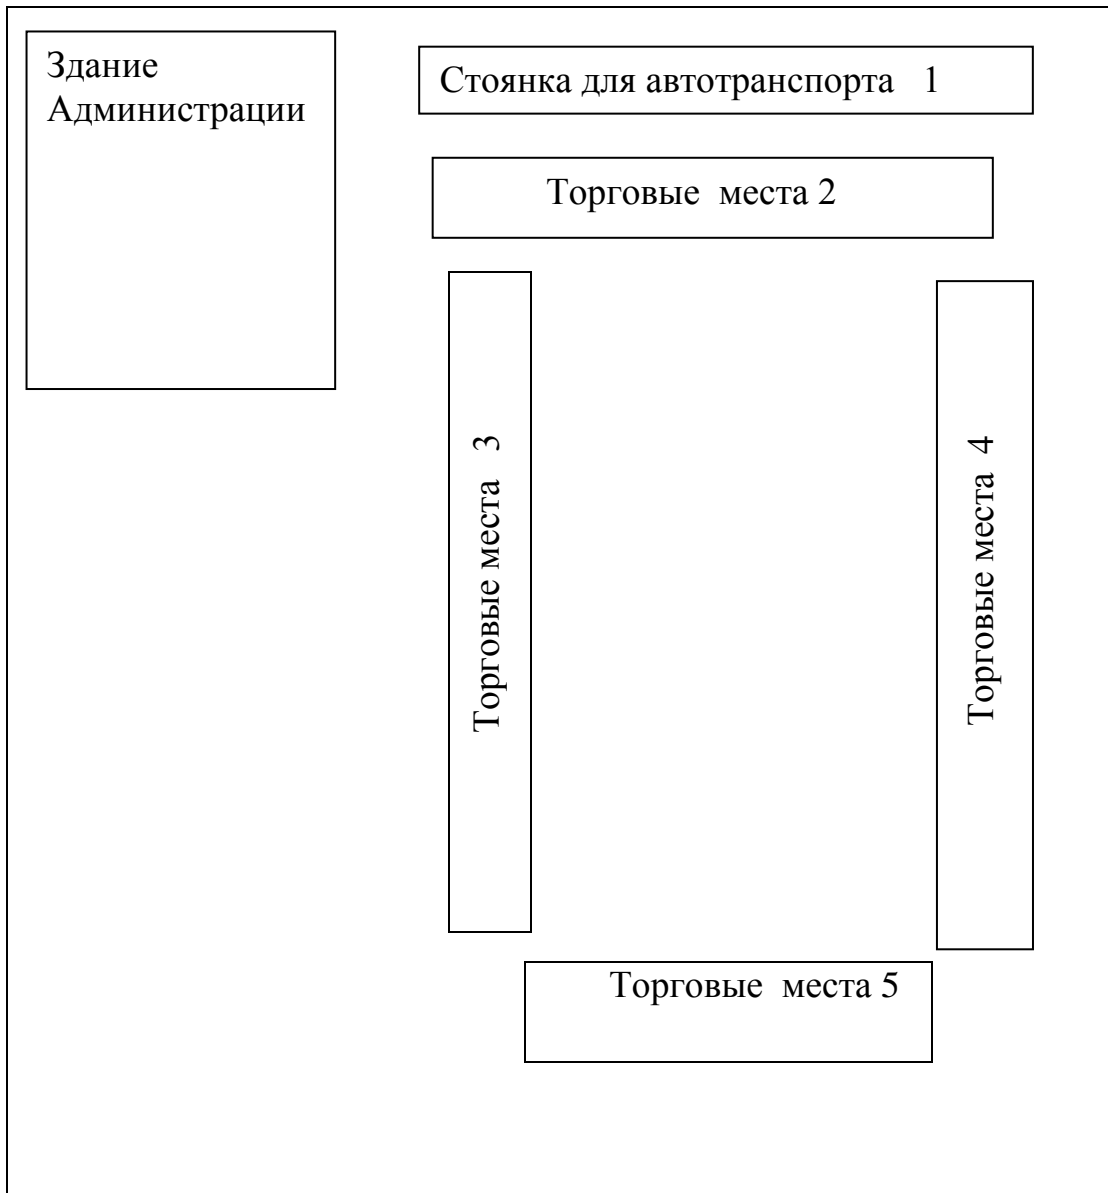 Здание
Администрации
Стоянка для автотранспорта 1
Торговые места 2
Торговые места 3
Торговые места 4
Торговые места 5